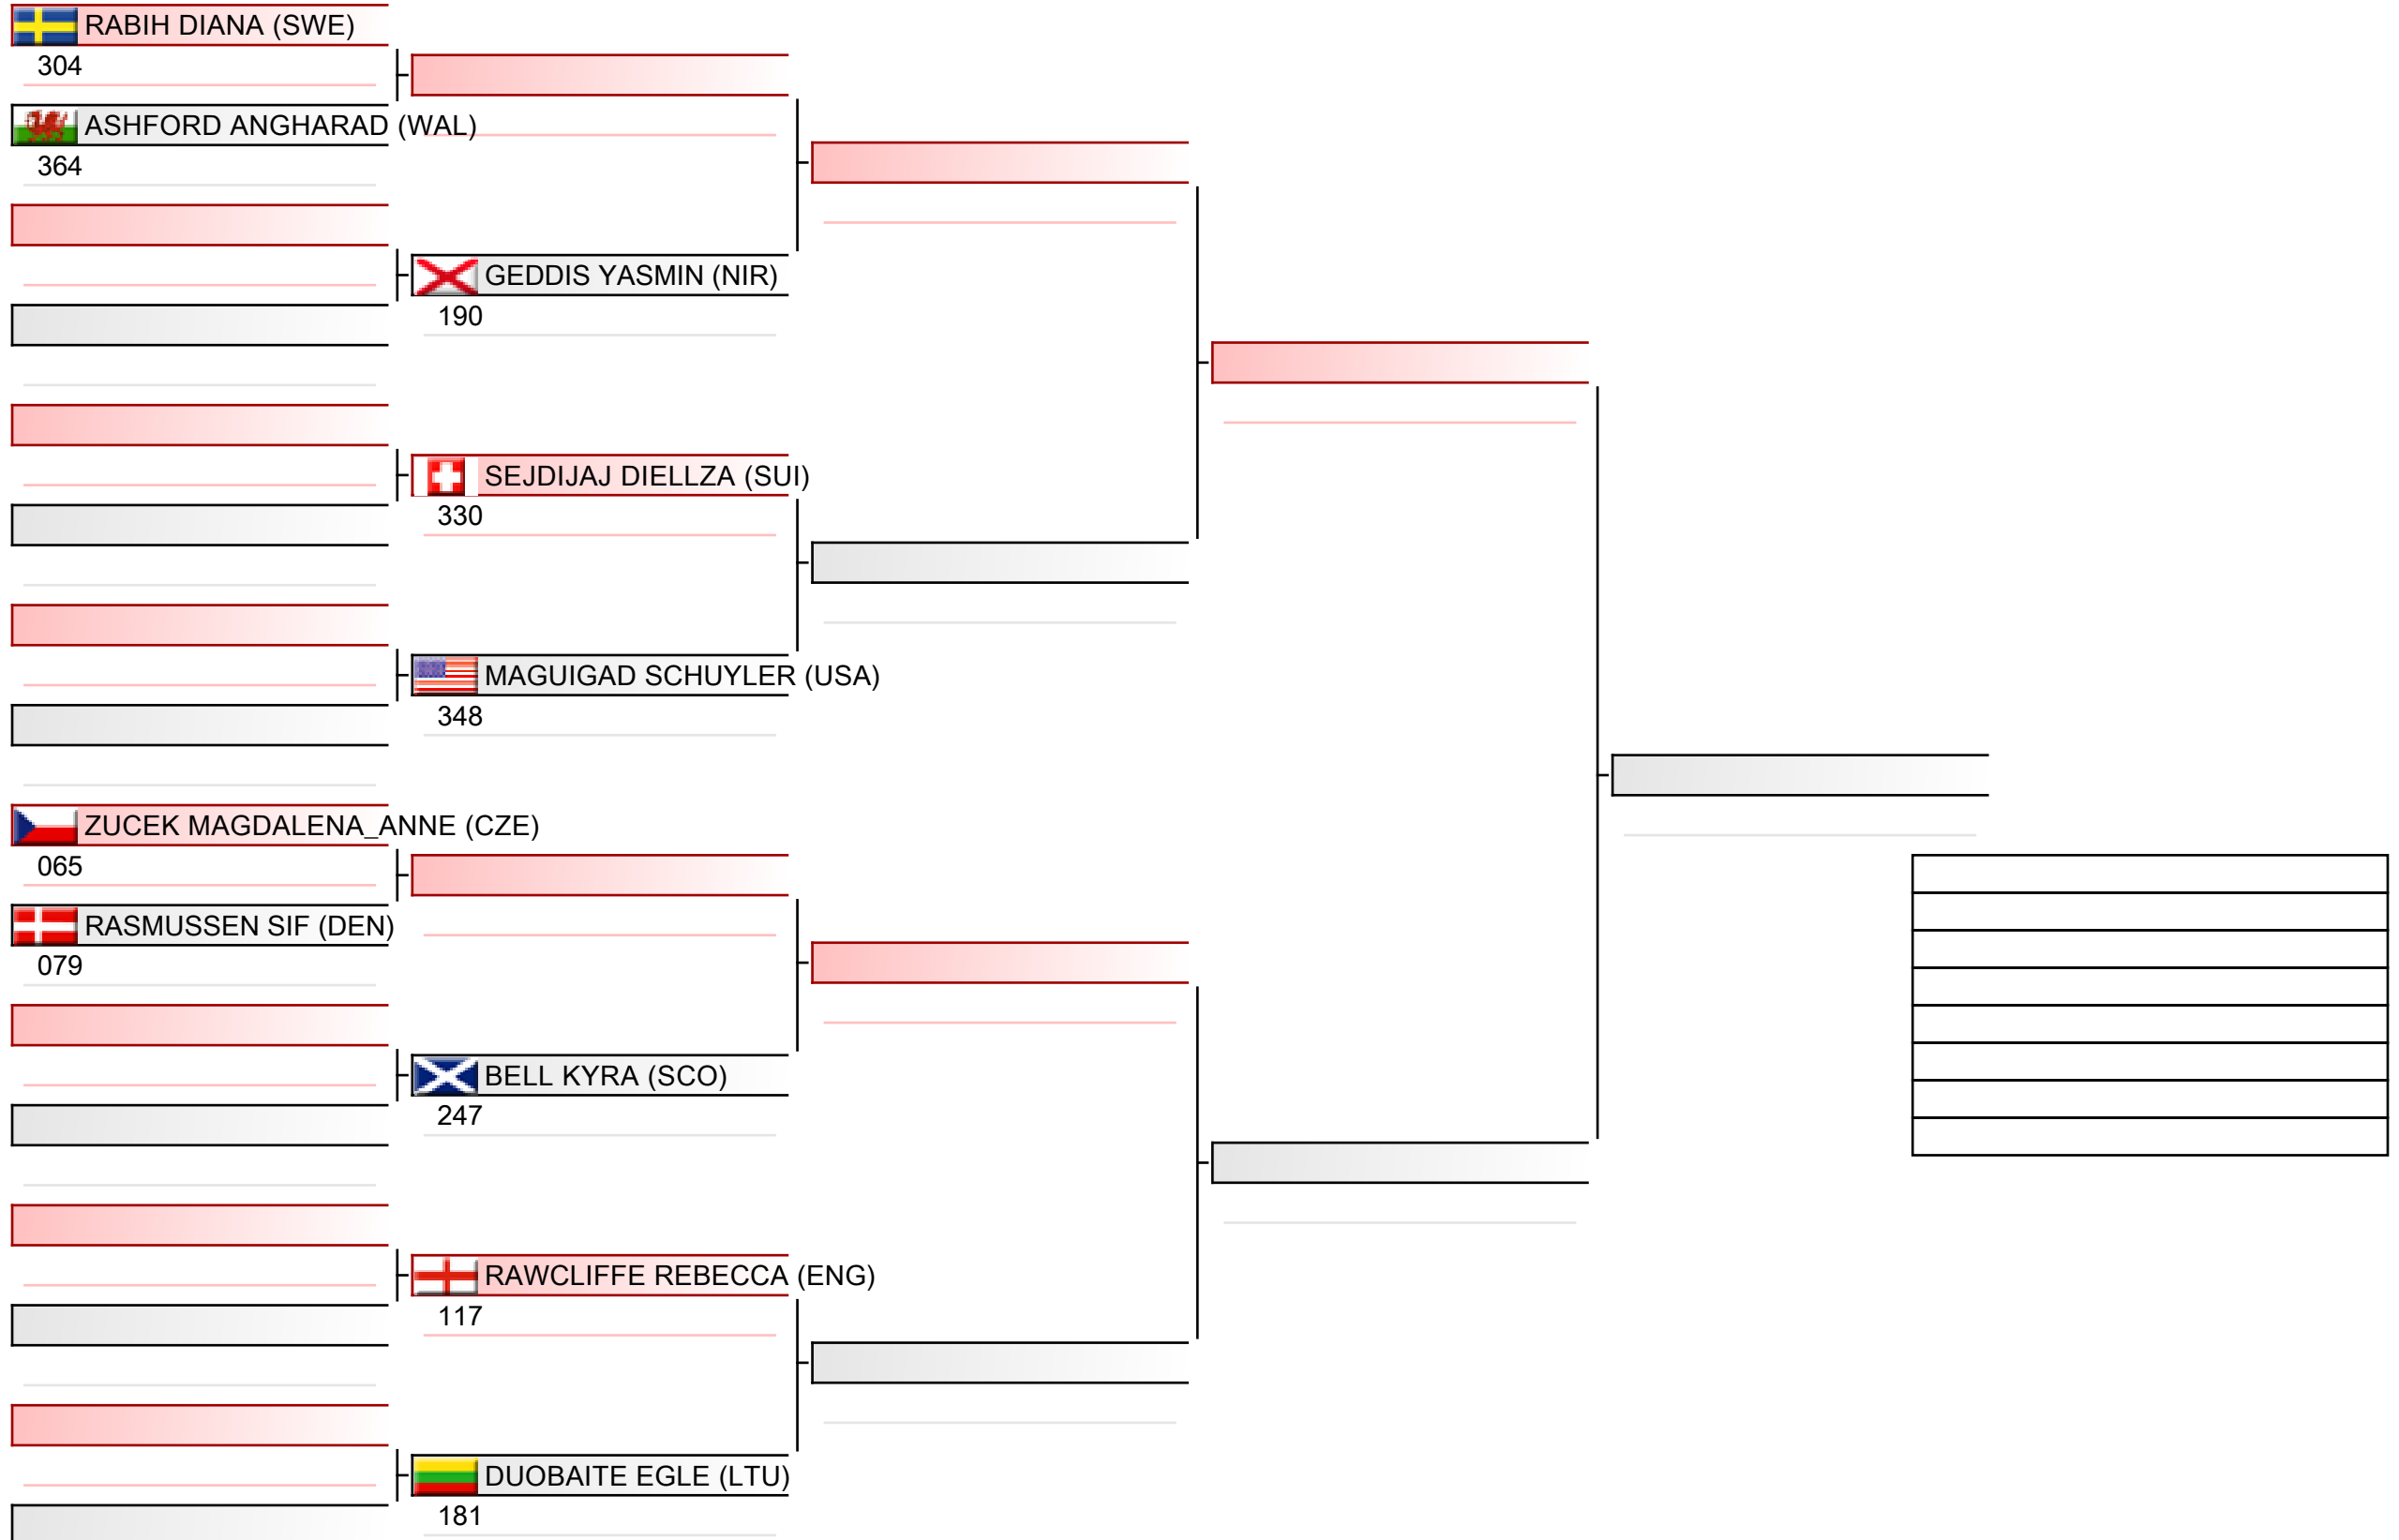 RABIH DIANA (SWE)
304
ASHFORD ANGHARAD (WAL)
364
GEDDIS YASMIN (NIR)
190
SEJDIJAJ DIELLZA (SUI)
330
MAGUIGAD SCHUYLER (USA)
348
ZUCEK MAGDALENA_ANNE (CZE)
065
RASMUSSEN SIF (DEN)
079
BELL KYRA (SCO)
247
RAWCLIFFE REBECCA (ENG)
117
DUOBAITE EGLE (LTU)
181